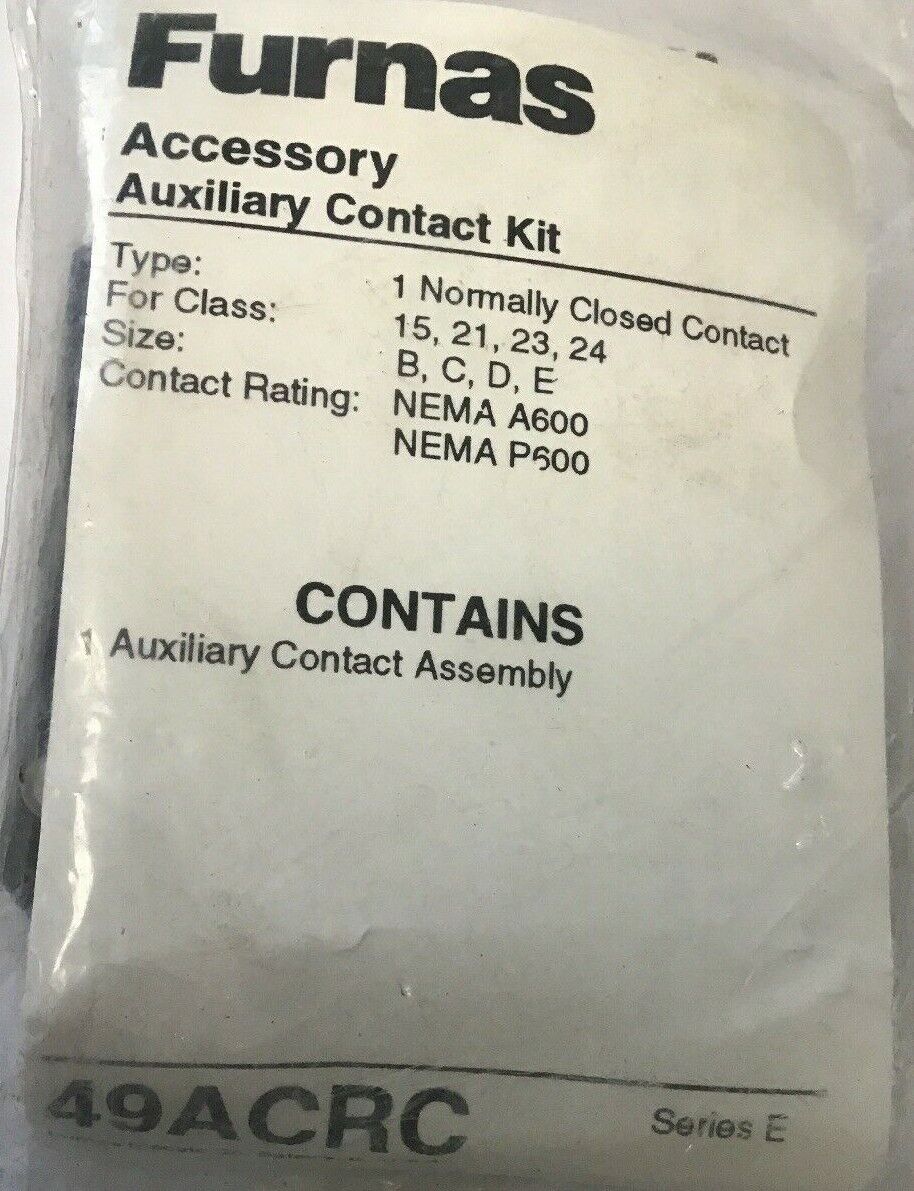 Furnas
Accessory
Auxiliary Contact Kit
Type: 1 Normally Closed Contact
For Class: 15, 21, 23, 24
Size: B, C, D, E
Contact Rating: NEMA A600
NEMA P600
CONTAINS
1 Auxiliary Contact Assembly
49ACRC Series E